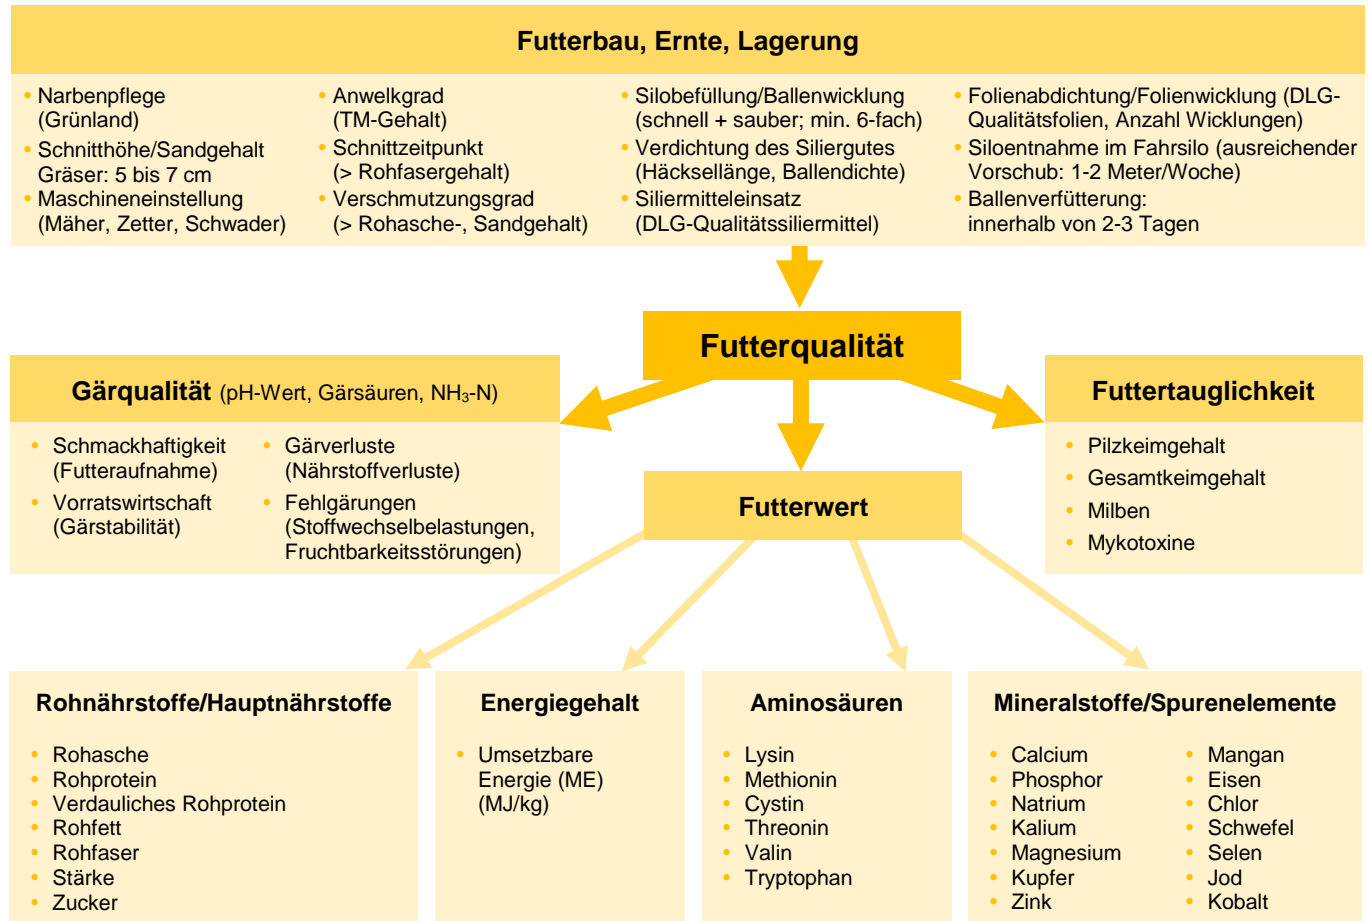 Futterbau, Ernte, Lagerung
• Narbenpflege
(Grünland)
• Schnitthöhe/Sandgehalt
Gräser: 5 bis 7 cm
• Maschineneinstellung
(Mäher, Zetter, Schwader)
• Anwelkgrad
(TM-Gehalt)
• Schnittzeitpunkt
(> Rohfasergehalt)
• Verschmutzungsgrad
(> Rohasche-, Sandgehalt)
• Silobefüllung/Ballenwicklung
(schnell + sauber; min. 6-fach)
• Verdichtung des Siliergutes
(Häcksellänge, Ballendichte)
• Siliermitteleinsatz
(DLG-Qualitätssiliermittel)
• Folienabdichtung/Folienwicklung (DLG-
Qualitätsfolien, Anzahl Wicklungen)
• Siloentnahme im Fahrsilo (ausreichender
Vorschub: 1-2 Meter/Woche)
• Ballenverfütterung:
innerhalb von 2-3 Tagen
Futterqualität
Gärqualität (pH-Wert, Gärsäuren, NH₃-N)
• Schmackhaftigkeit
(Futteraufnahme)
• Vorratswirtschaft
(Gärstabilität)
• Gärverluste
(Nährstoffverluste)
• Fehlgärungen
(Stoffwechselbelastungen,
Fruchtbarkeitsstörungen)
Futterwert
Futtertauglichkeit
• Pilzkeimgehalt
• Gesamtkeimgehalt
• Milben
• Mykotoxine
Rohnährstoffe/Hauptnährstoffe
• Rohasche
• Rohprotein
• Verdauliches Rohprotein
• Rohfett
• Rohfaser
• Stärke
• Zucker
Energiegehalt
• Umsetzbare
Energie (ME)
(MJ/kg)
Aminosäuren
• Lysin
• Methionin
• Cystin
• Threonin
• Valin
• Tryptophan
Mineralstoffe/Spurenelemente
• Calcium
• Phosphor
• Natrium
• Kalium
• Magnesium
• Kupfer
• Zink
• Mangan
• Eisen
• Chlor
• Schwefel
• Selen
• Jod
• Kobalt